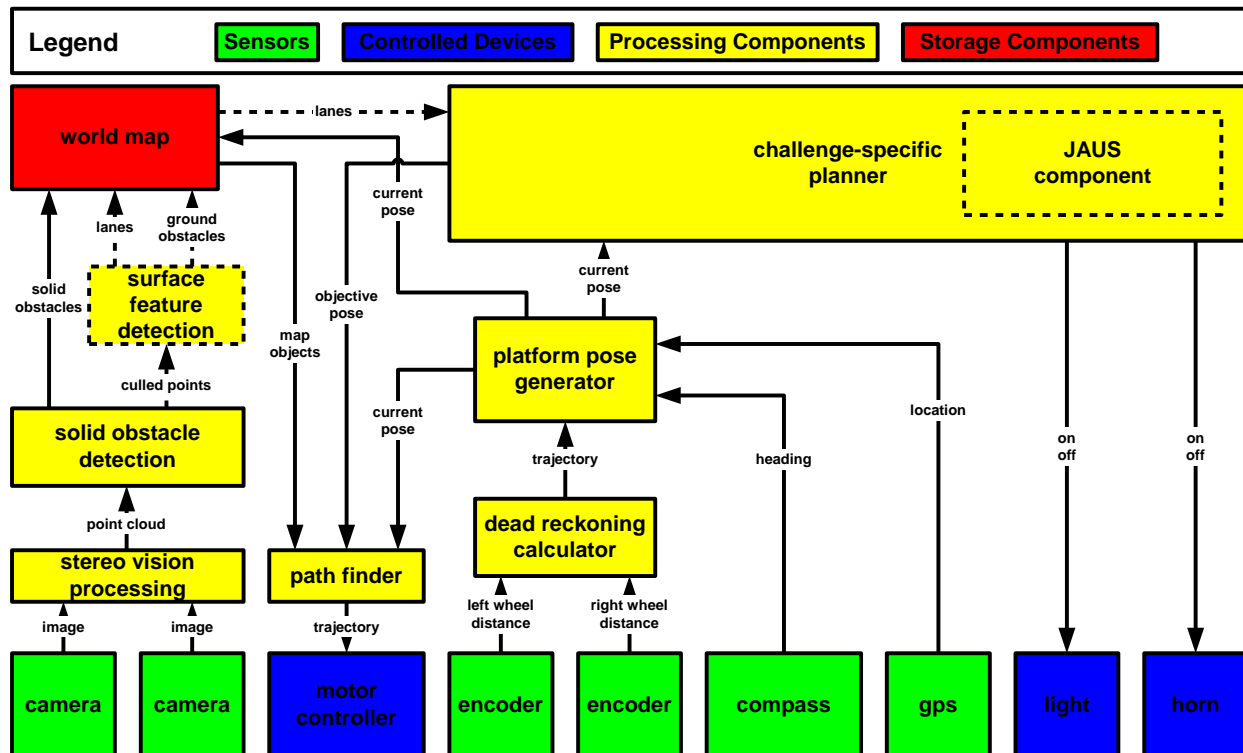 Legend
Sensors
Controlled Devices
Processing Components
Storage Components
world map
lanes
challenge-specific
planner
JAUS
component
current
pose
lanes
ground
obstacles
solid
obstacles
surface
feature
detection
objective
pose
current
pose
map
objects
platform pose
generator
culled points
current
pose
location
solid obstacle
detection
trajectory
heading
on
off
on
off
point cloud
dead reckoning
calculator
stereo vision
processing
path finder
image
image
trajectory
left wheel
distance
right wheel
distance
camera
camera
motor
controller
encoder
encoder
compass
gps
light
horn